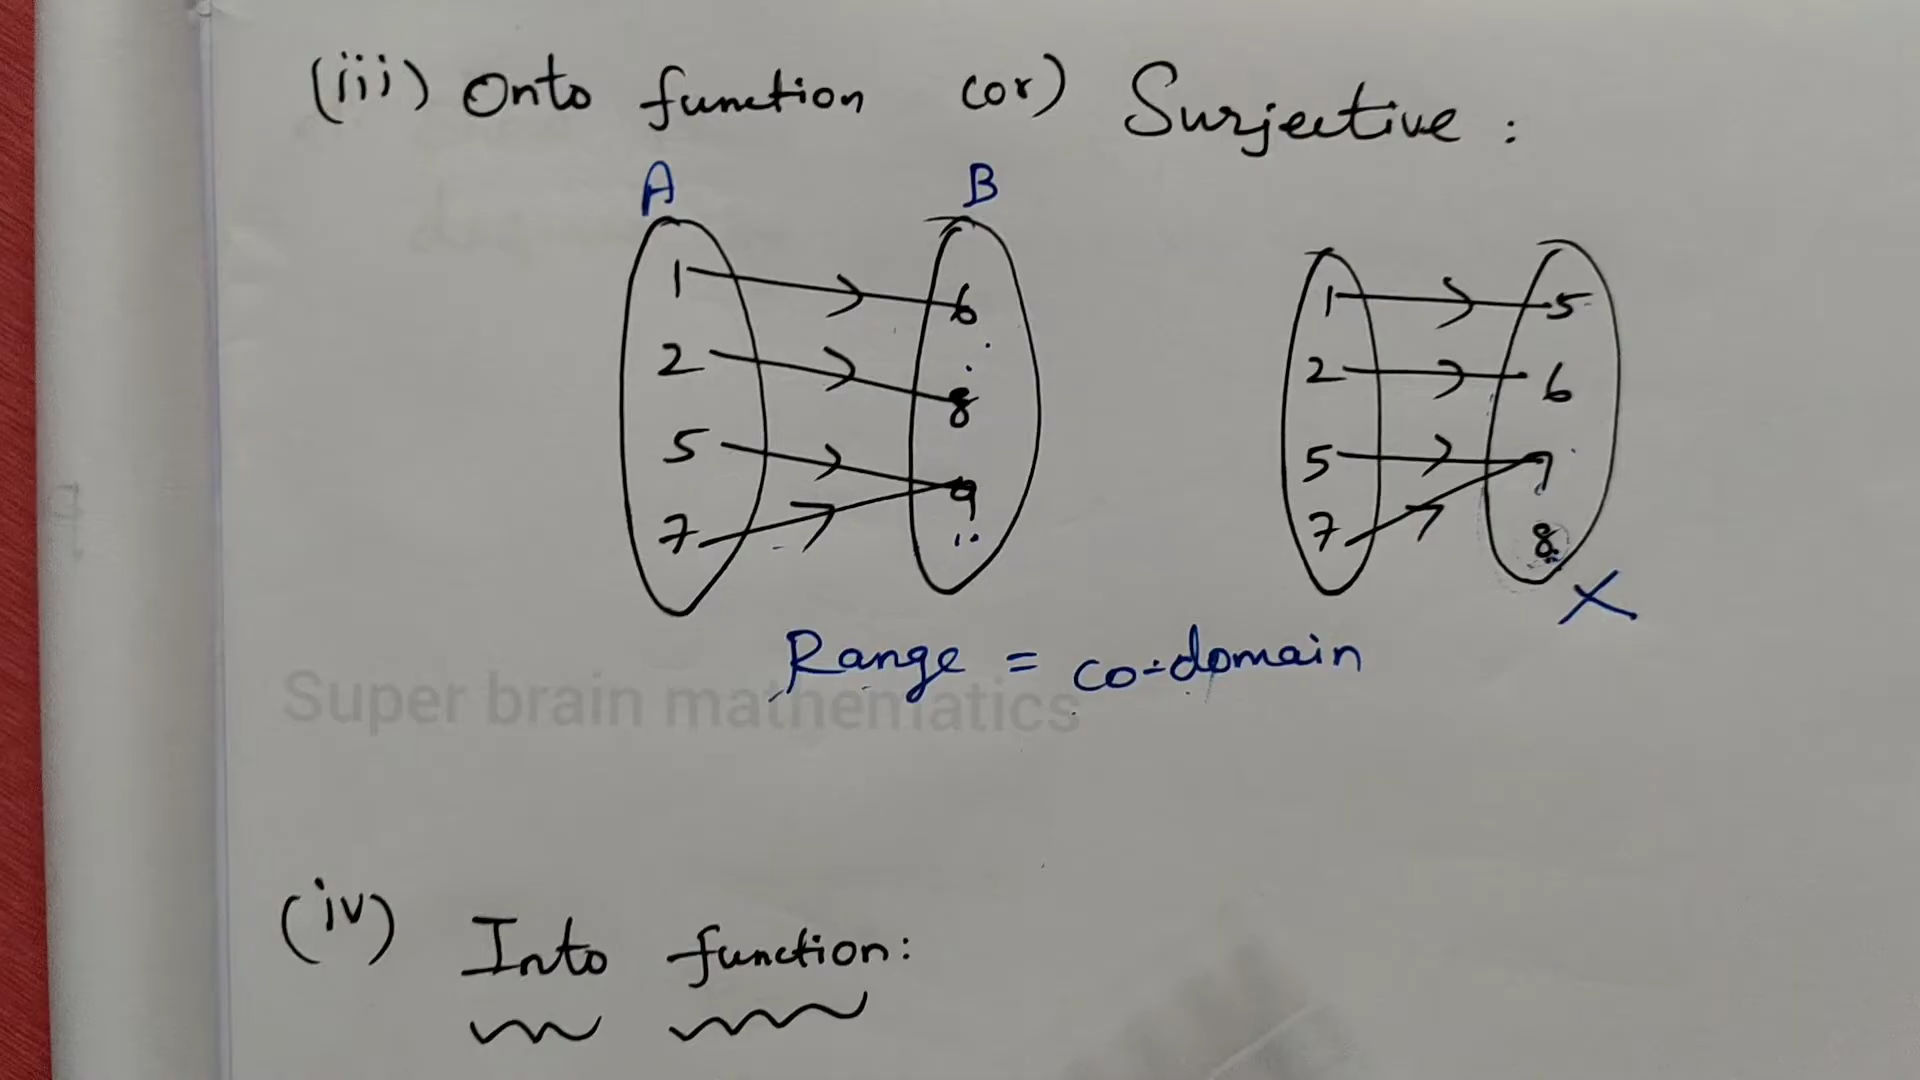 (iii) Onto function (or) Surjective :
A B
1 6 1 5
2 8 2 6
5 9 5 7
7 7 8
X
Range = co-domain
Super brain mathematics
(iv) Into function: